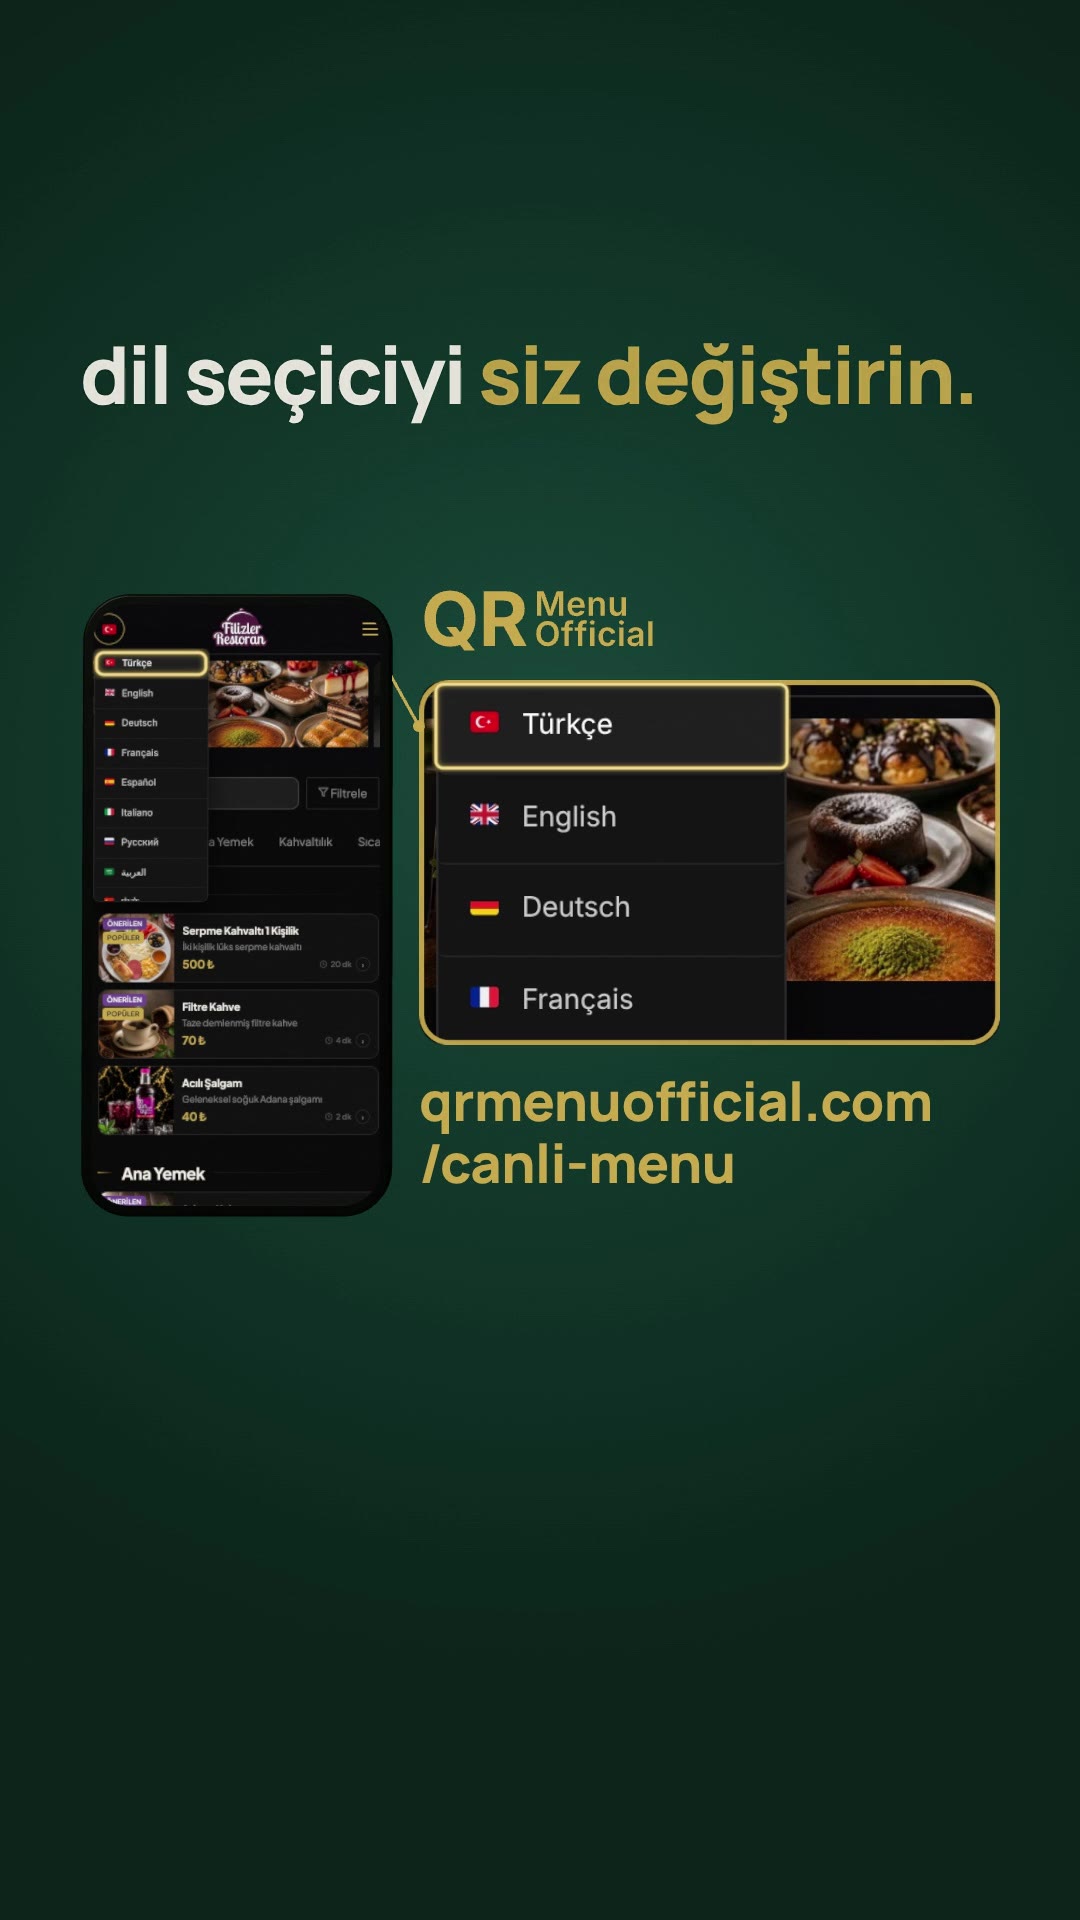 dil seçiciyi siz değiştirin.
Filizler
Restoran
Türkçe
English
Deutsch
Français
Español
Italiano
Русский
العربية
Filtrele
a Yemek Kahvaltılık Sıca
ÖNERİLEN
POPÜLER
Serpme Kahvaltı 1 Kişilik
İki kişilik lüks serpme kahvaltı
500 ₺ 20 dk
ÖNERİLEN
POPÜLER
Filtre Kahve
Taze demlenmiş filtre kahve
70 ₺ 4 dk
Acılı Şalgam
Geleneksel soğuk Adana şalgamı
40 ₺ 2 dk
Ana Yemek
ÖNERİLEN
QR Menu
Official
Türkçe
English
Deutsch
Français
qrmenuofficial.com
/canli-menu